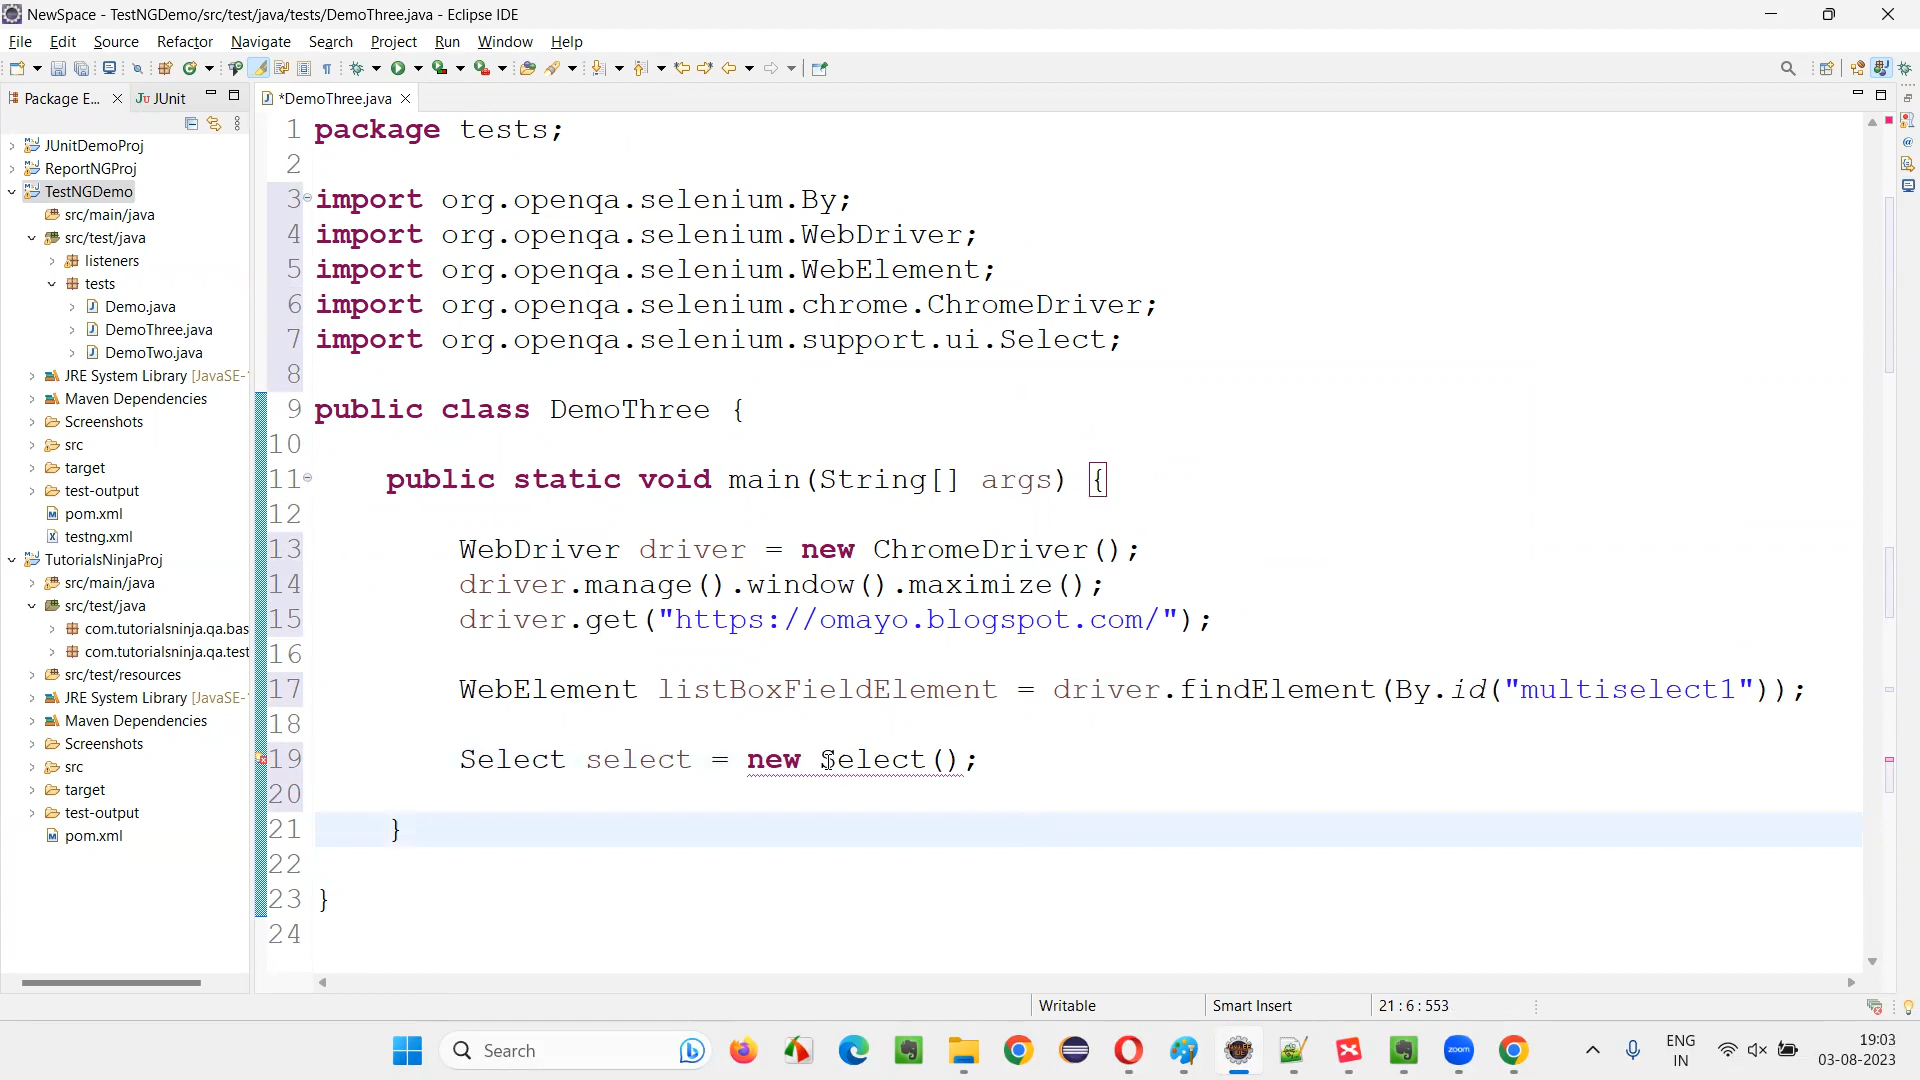 NewSpace - TestNGDemo/src/test/java/tests/DemoThree.java - Eclipse IDE
File Edit Source Refactor Navigate Search Project Run Window Help
Package E... JUnit
*DemoThree.java
JUnitDemoProj
ReportNGProj
TestNGDemo
src/main/java
src/test/java
listeners
tests
Demo.java
DemoThree.java
DemoTwo.java
JRE System Library [JavaSE-
Maven Dependencies
Screenshots
src
target
test-output
pom.xml
testng.xml
TutorialsNinjaProj
src/main/java
src/test/java
com.tutorialsninja.qa.bas
com.tutorialsninja.qa.test
src/test/resources
JRE System Library [JavaSE-
Maven Dependencies
Screenshots
src
target
test-output
pom.xml
1 package tests;
2
3 import org.openqa.selenium.By;
4 import org.openqa.selenium.WebDriver;
5 import org.openqa.selenium.WebElement;
6 import org.openqa.selenium.chrome.ChromeDriver;
7 import org.openqa.selenium.support.ui.Select;
8
9 public class DemoThree {
10
11 public static void main(String[] args) {
12
13 WebDriver driver = new ChromeDriver();
14 driver.manage().window().maximize();
15 driver.get("https://omayo.blogspot.com/");
16
17 WebElement listBoxFieldElement = driver.findElement(By.id("multiselect1"));
18
19 Select select = new Select();
20
21 }
22
23 }
24
Writable Smart Insert 21 : 6 : 553
Search
zoom
ENG
IN
19:03
03-08-2023